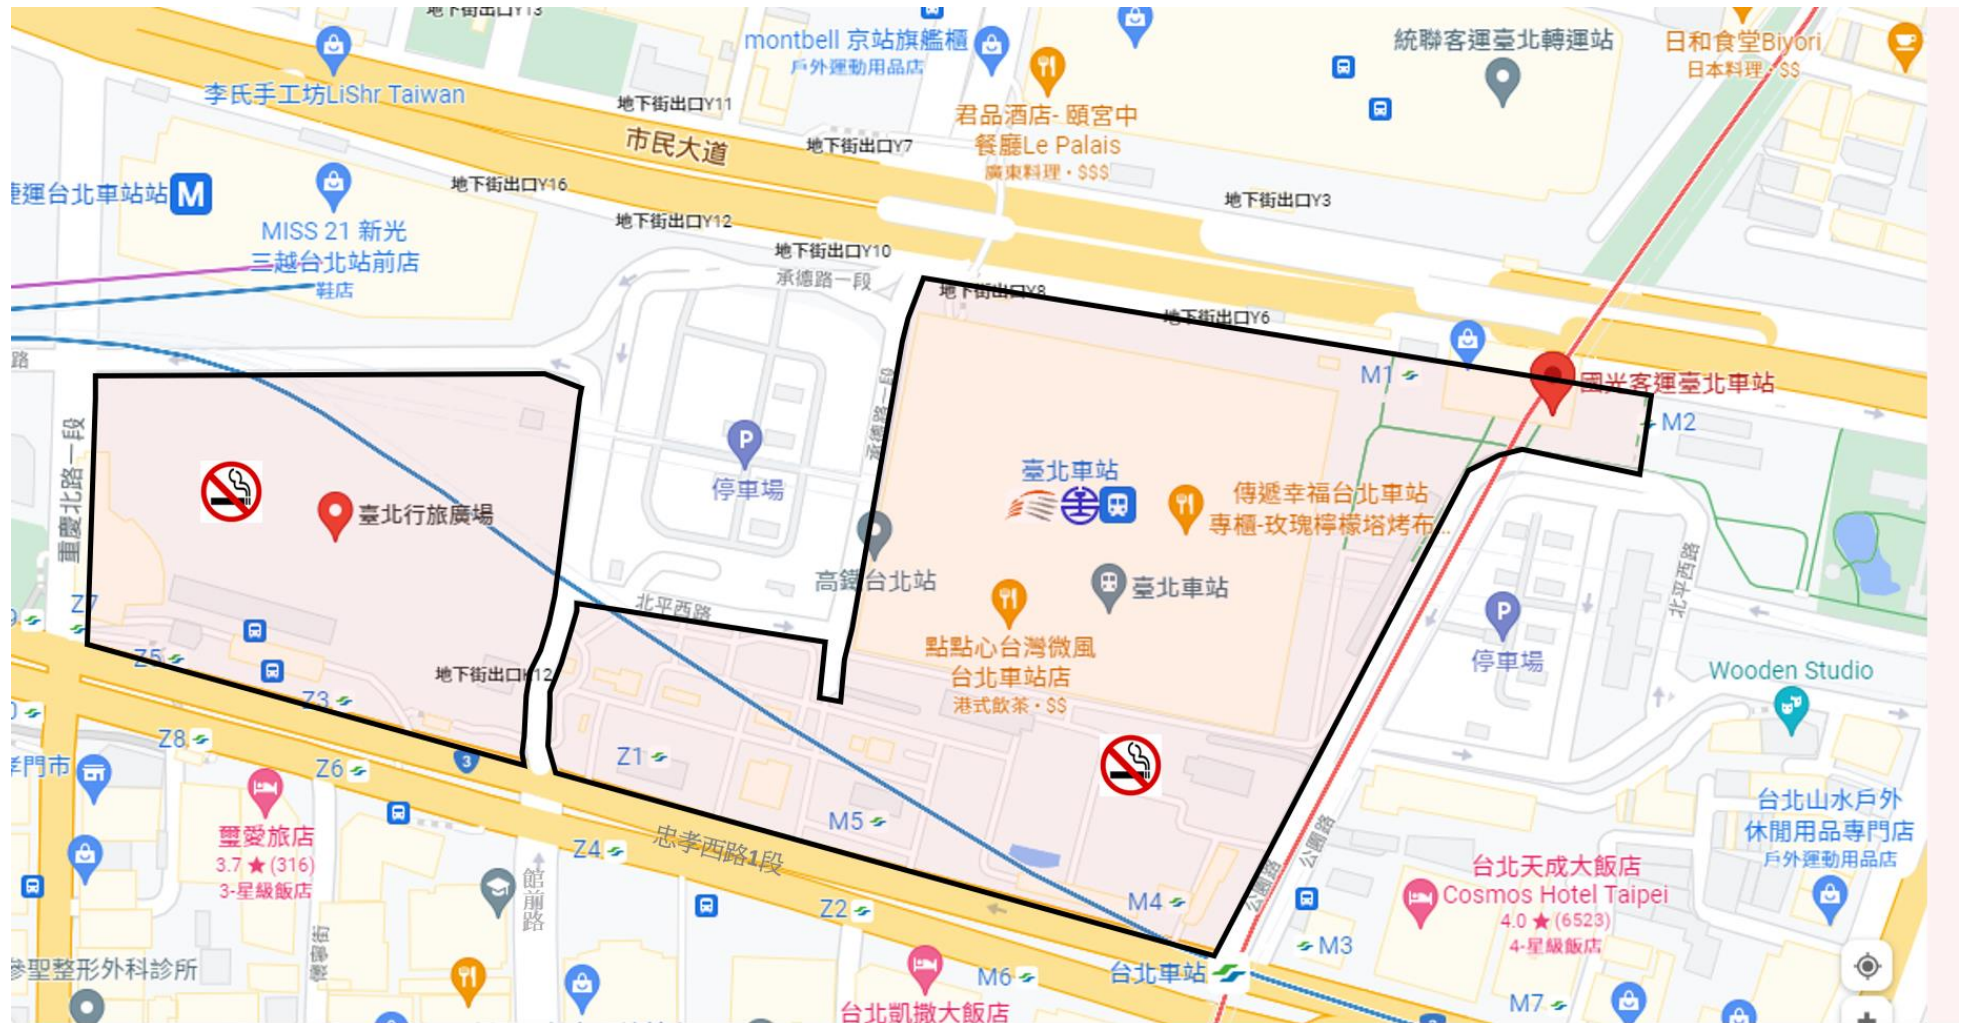 地下街出口Y13
montbell 京站旗艦櫃
戶外運動用品店
統聯客運臺北轉運站
日和食堂Biyori
日本料理・$$
李氏手工坊LiShr Taiwan
地下街出口Y11
君品酒店- 頤宮中
餐廳Le Palais
廣東料理・$$$
市民大道
地下街出口Y7
捷運台北車站站
M
地下街出口Y16
地下街出口Y12
地下街出口Y3
MISS 21 新光
三越台北站前店
鞋店
地下街出口Y10
承德路一段
地下街出口Y8
地下街出口Y6
路
M1
國光客運臺北車站
M2
承德路一段
重慶北路一段
P
停車場
臺北車站
傳遞幸福台北車站
專櫃-玫瑰檸檬塔烤布...
臺北行旅廣場
高鐵台北站
臺北車站
北平西路
北平西路
P
停車場
點點心台灣微風
台北車站店
港式飲茶・$$
Z7
Z5
地下街出口K12
Z3
Wooden Studio
Z8
Z6
3
Z1
M5
忠孝西路1段
Z4
璽愛旅店
3.7 ★ (316)
3-星級飯店
館前路
Z2
M4
公園路
公園路
台北山水戶外
休閒用品專門店
戶外運動用品店
台北天成大飯店
Cosmos Hotel Taipei
4.0 ★ (6523)
4-星級飯店
M3
台北車站
M6
M7
台北凱撒大飯店
聖整形外科診所